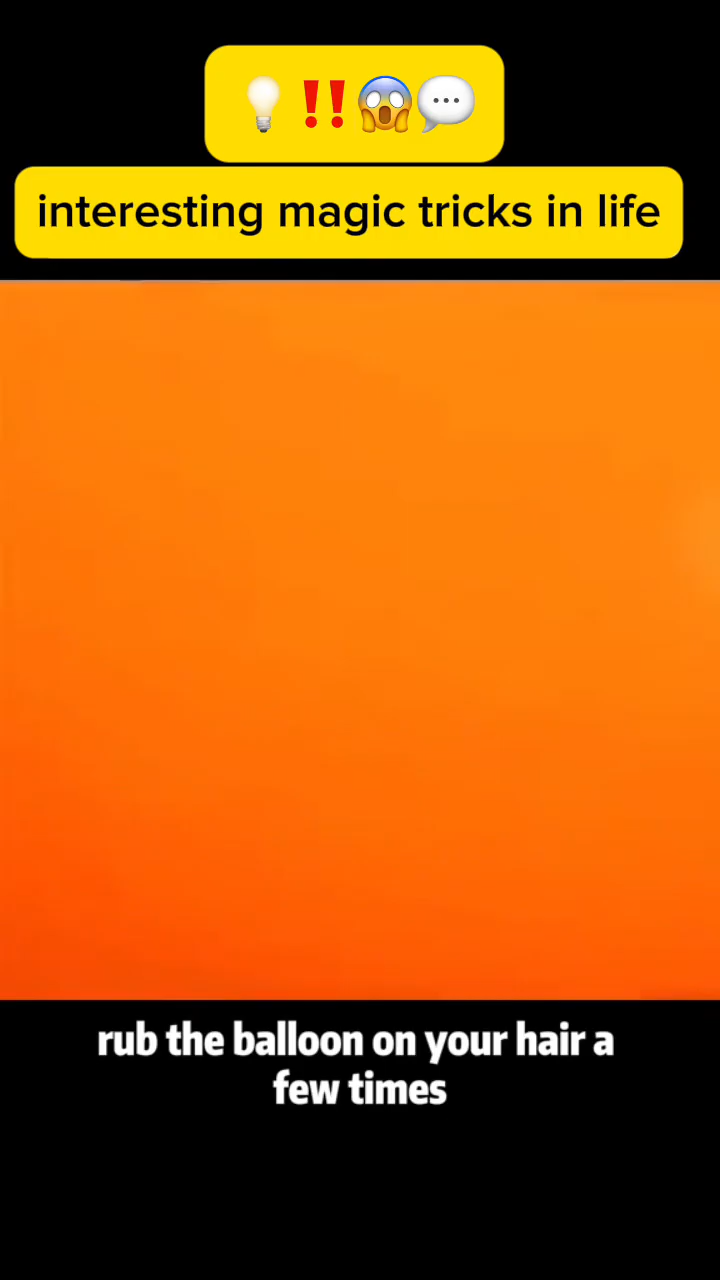 💡‼️😱💬
interesting magic tricks in life
rub the balloon on your hair a
few times